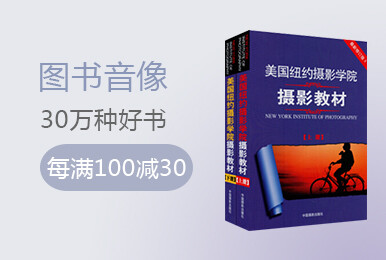 图书音像
30万种好书
每满100减30
美国纽约摄影学院
摄影教材
NEW YORK INSTITUTE OF PHOTOGRAPHY
【上册】
美国纽约摄影学院摄影教材
美国纽约摄影学院摄影教材